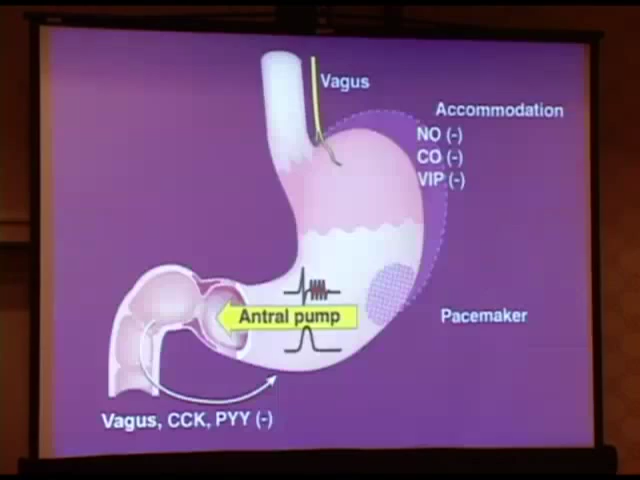 Vagus
Accommodation
NO (-)
CO (-)
VIP (-)
Antral pump
Pacemaker
Vagus, CCK, PYY (-)